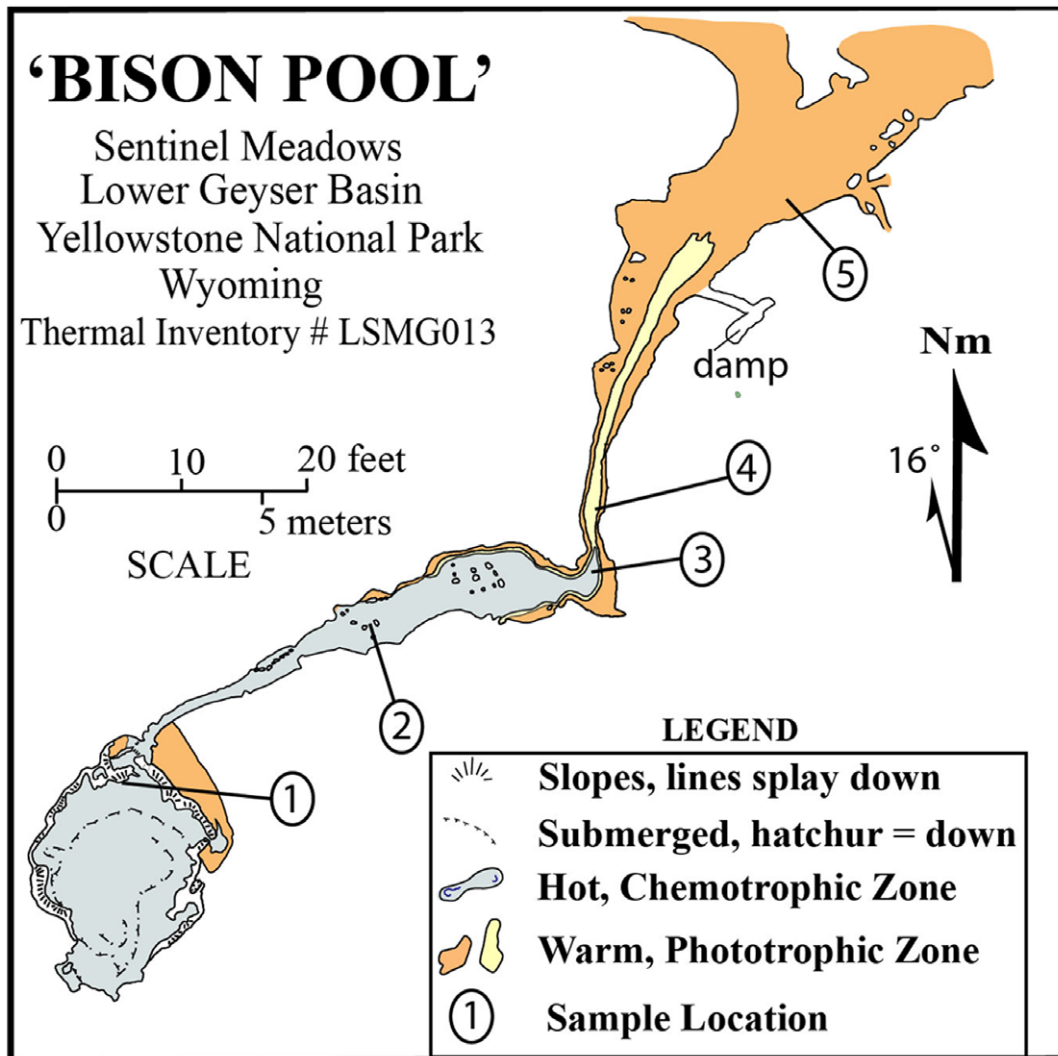 ‘BISON POOL’
Sentinel Meadows
Lower Geyser Basin
Yellowstone National Park
Wyoming
Thermal Inventory # LSMG013
5
damp
Nm
16°
0 10 20 feet
0 5 meters
SCALE
4
3
2
1
LEGEND
Slopes, lines splay down
Submerged, hatchur = down
Hot, Chemotrophic Zone
Warm, Phototrophic Zone
1 Sample Location